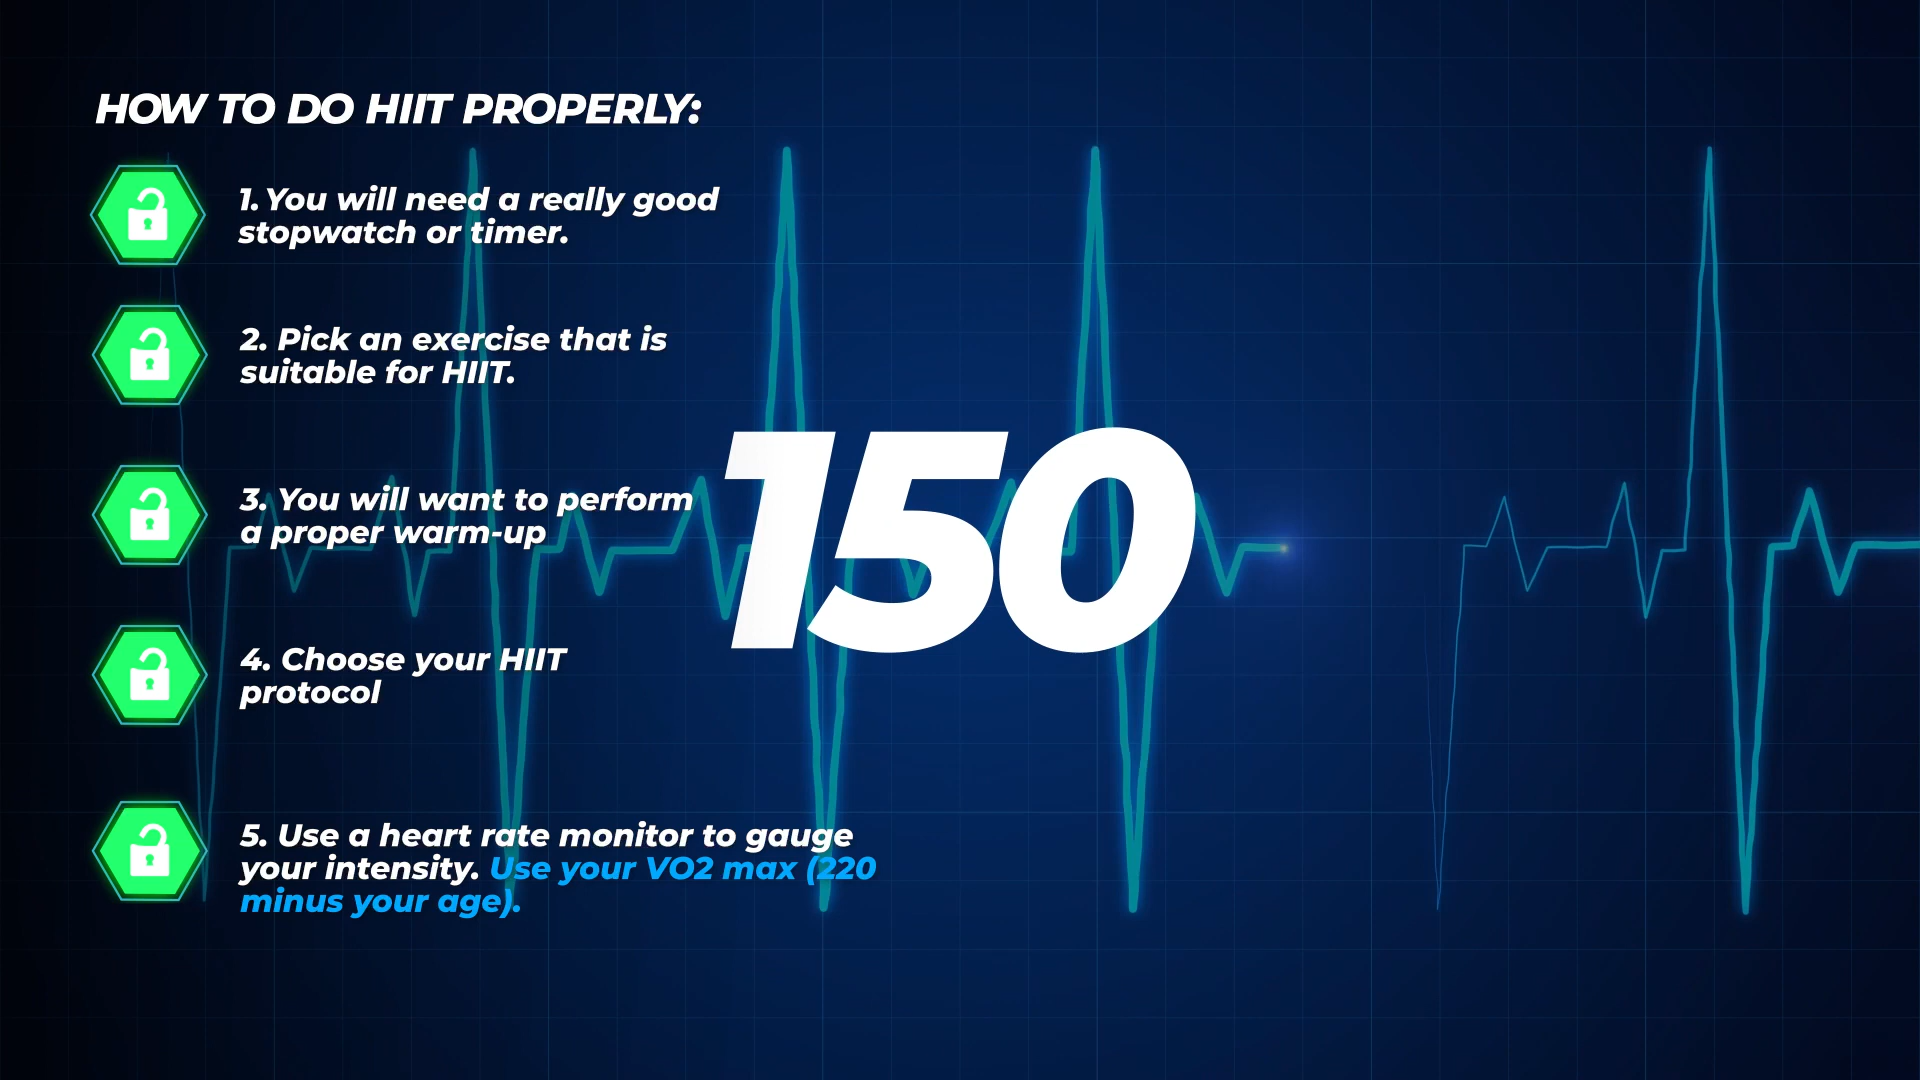 HOW TO DO HIIT PROPERLY:
1. You will need a really good
stopwatch or timer.
2. Pick an exercise that is
suitable for HIIT.
3. You will want to perform
a proper warm-up
150
4. Choose your HIIT
protocol
5. Use a heart rate monitor to gauge
your intensity. Use your VO2 max (220
minus your age).